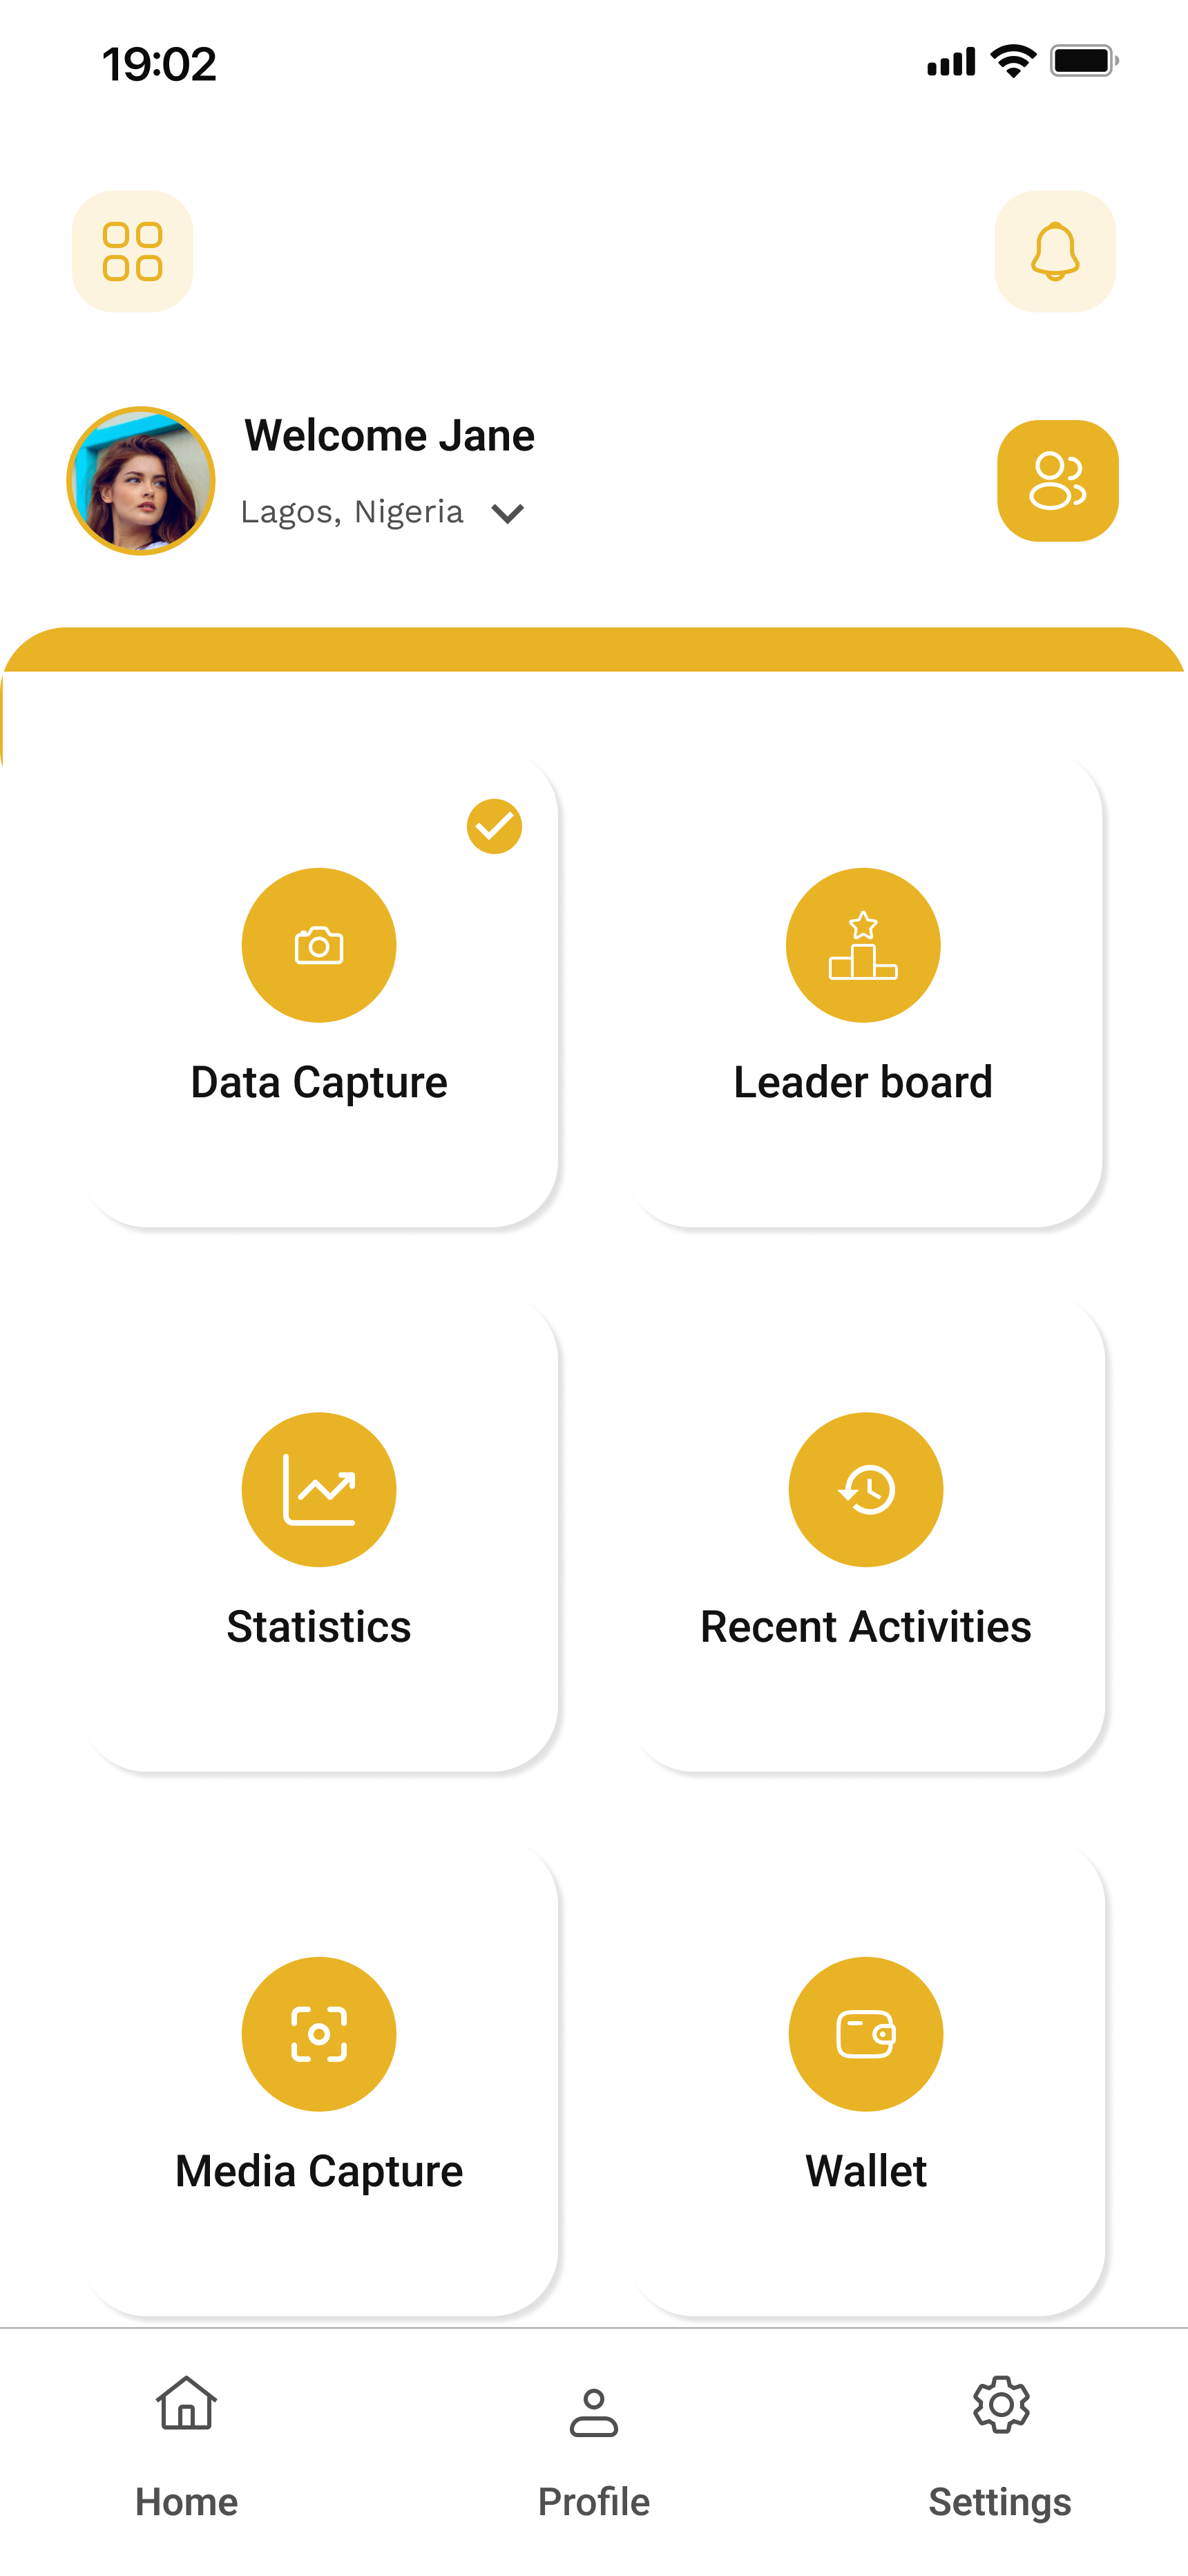 19:02
Welcome Jane
Lagos, Nigeria
Data Capture
Leader board
Statistics
Recent Activities
Media Capture
Wallet
Home
Profile
Settings